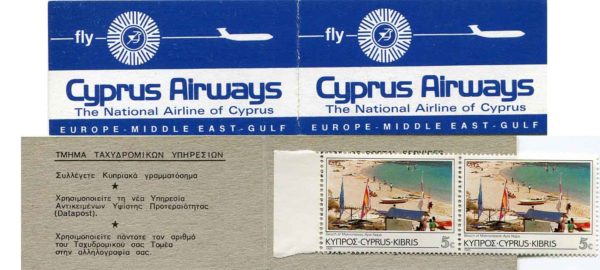 fly
Cyprus Airways
The National Airline of Cyprus
EUROPE - MIDDLE EAST - GULF
fly
Cyprus Airways
The National Airline of Cyprus
EUROPE - MIDDLE EAST - GULF
ΤΜΗΜΑ ΤΑΧΥΔΡΟΜΙΚΩΝ ΥΠΗΡΕΣΙΩΝ
Συλλέγετε Κυπριακά γραμματόσημα
★
Χρησιμοποιείτε τη νέα Υπηρεσία
Αντικειμένων Υψίστης Προτεραιότητας
(Datapost).
★
Χρησιμοποιείτε πάντοτε τον αριθμό
του Ταχυδρομικού σας Τομέα
στην αλληλογραφία σας.
5c
ΚΥΠΡΟΣ·CYPRUS·KIBRIS
5c
ΚΥΠΡΟΣ·CYPRUS·KIBRIS